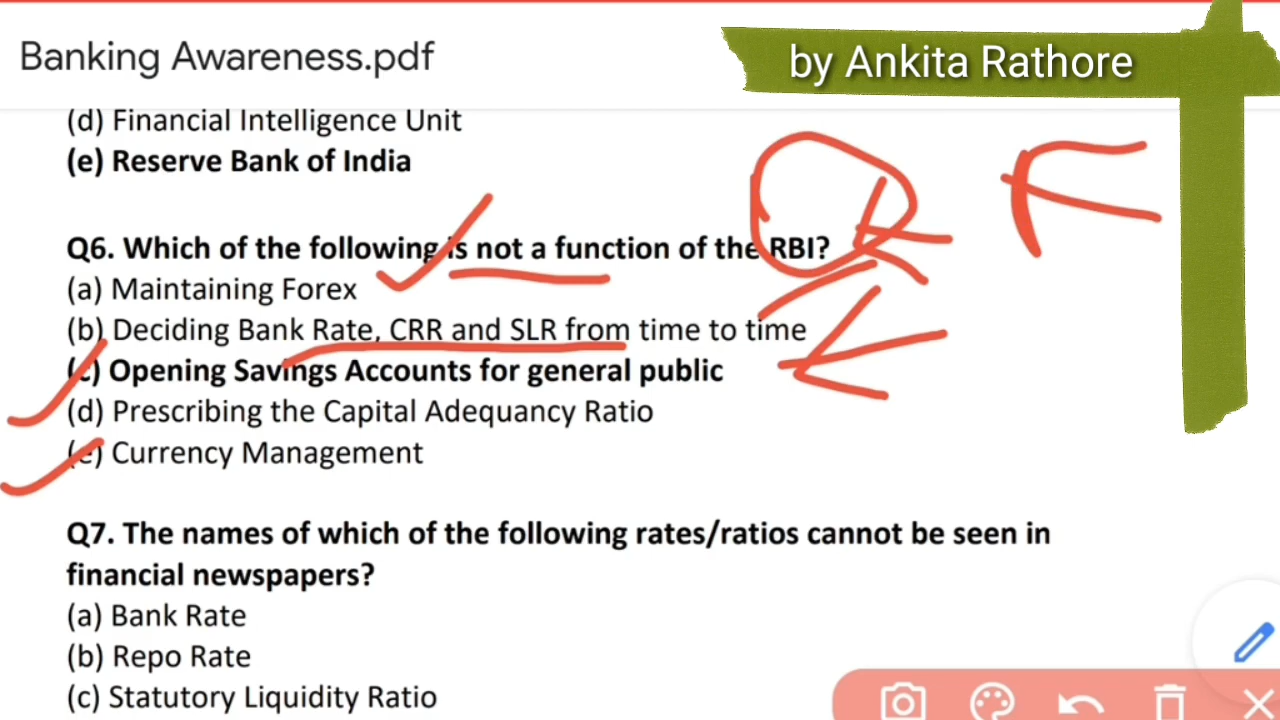 Banking Awareness.pdf
by Ankita Rathore
(d) Financial Intelligence Unit
(e) Reserve Bank of India
Q6. Which of the following is not a function of the RBI?
(a) Maintaining Forex
(b) Deciding Bank Rate, CRR and SLR from time to time
(c) Opening Savings Accounts for general public
(d) Prescribing the Capital Adequancy Ratio
(e) Currency Management
Q7. The names of which of the following rates/ratios cannot be seen in
financial newspapers?
(a) Bank Rate
(b) Repo Rate
(c) Statutory Liquidity Ratio